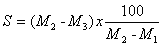 S = (M₂ - M₃) x 100 / (M₂ - M₁)